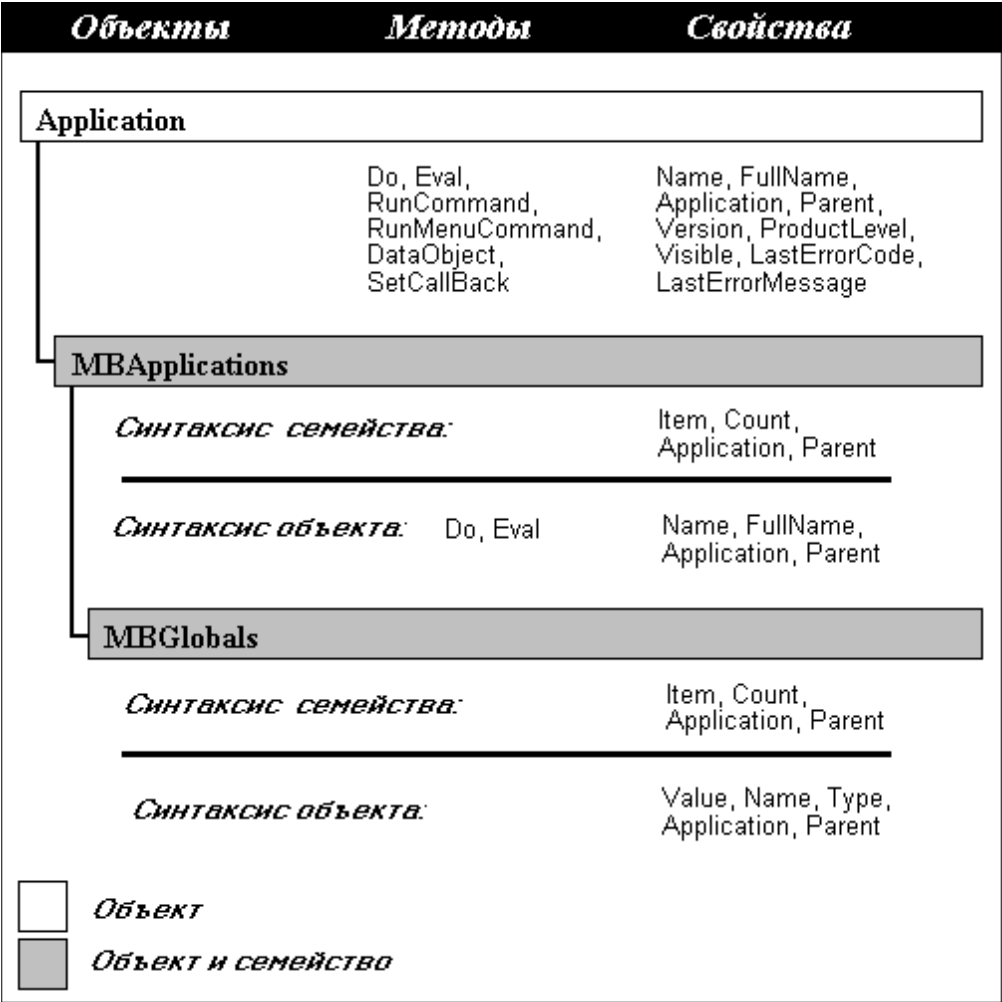 Объекты Методы Свойства
Application
Do, Eval,
RunCommand,
RunMenuCommand,
DataObject,
SetCallBack
Name, FullName,
Application, Parent,
Version, ProductLevel,
Visible, LastErrorCode,
LastErrorMessage
MBApplications
Синтаксис семейства:
Item, Count,
Application, Parent
Синтаксис объекта:
Do, Eval
Name, FullName,
Application, Parent
MBGlobals
Синтаксис семейства:
Item, Count,
Application, Parent
Синтаксис объекта:
Value, Name, Type,
Application, Parent
Объект
Объект и семейство